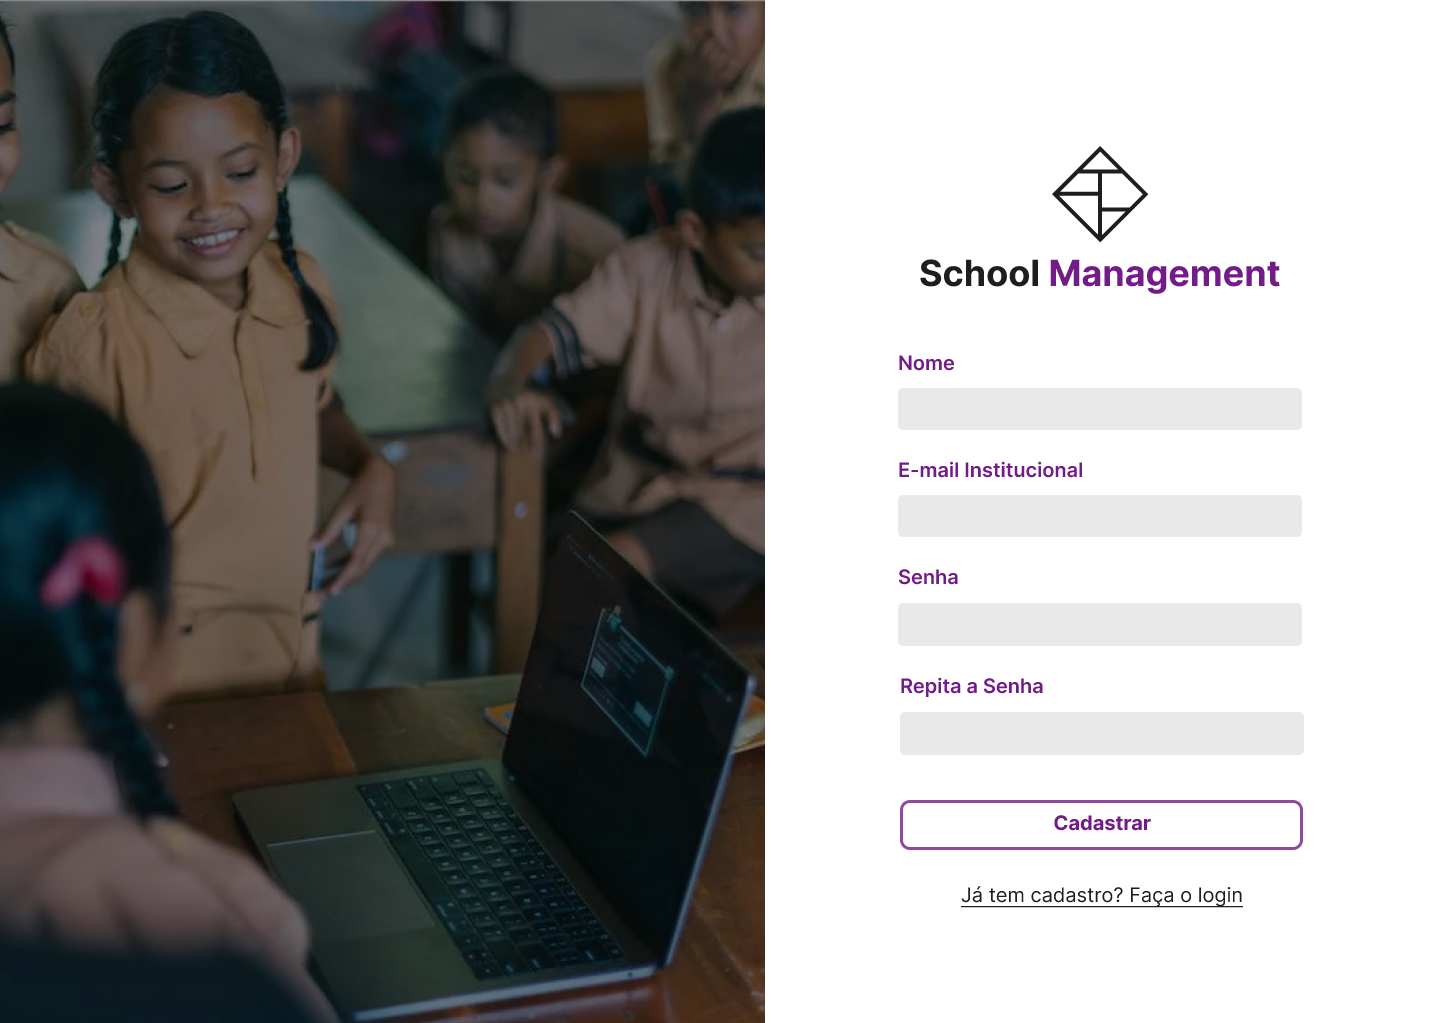 School Management
Nome
E-mail Institucional
Senha
Repita a Senha
Cadastrar
Já tem cadastro? Faça o login